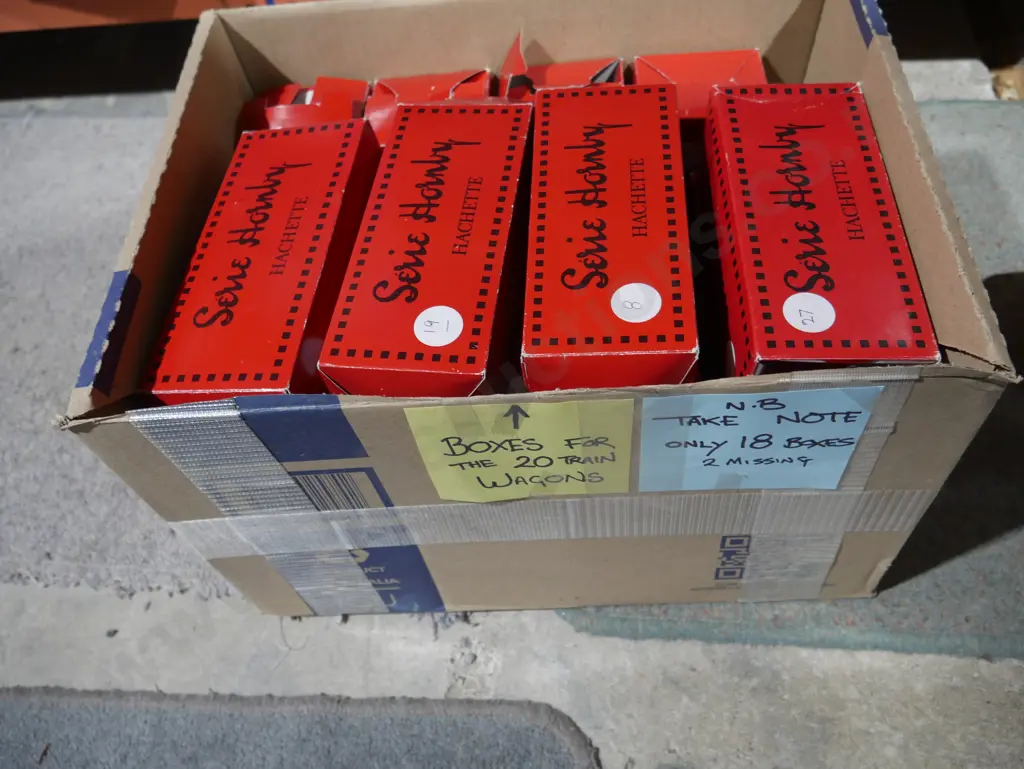 Serie Hornby
HACHETTE
Serie Hornby
HACHETTE
19
Serie Hornby
HACHETTE
8
Serie Hornby
HACHETTE
27
↑
BOXES FOR
THE 20 TRAIN
WAGONS
N.B
TAKE NOTE
ONLY 18 BOXES
2 MISSING